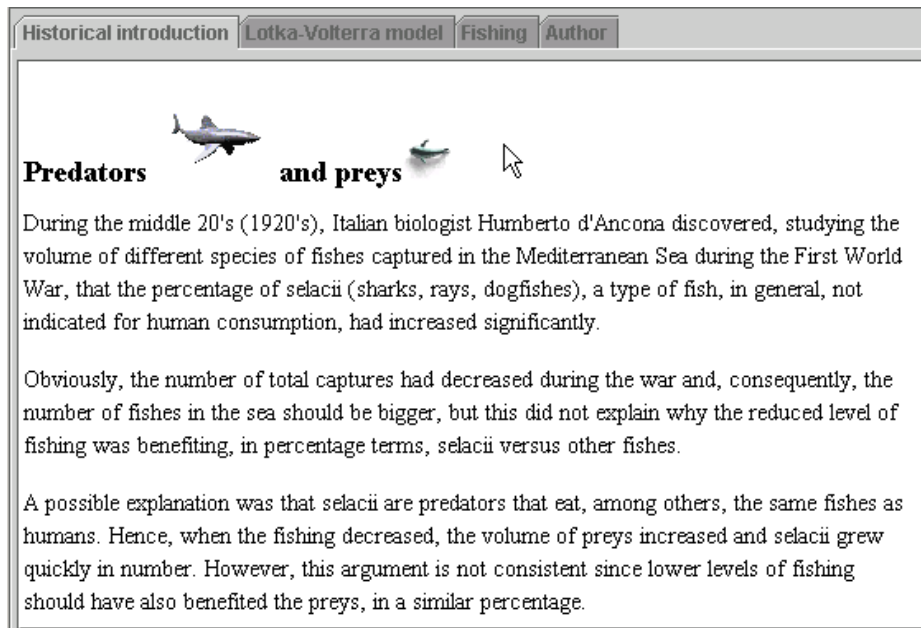 Historical introduction Lotka-Volterra model Fishing Author
Predators and preys
During the middle 20's (1920's), Italian biologist Humberto d'Ancona discovered, studying the
volume of different species of fishes captured in the Mediterranean Sea during the First World
War, that the percentage of selacii (sharks, rays, dogfishes), a type of fish, in general, not
indicated for human consumption, had increased significantly.
Obviously, the number of total captures had decreased during the war and, consequently, the
number of fishes in the sea should be bigger, but this did not explain why the reduced level of
fishing was benefiting, in percentage terms, selacii versus other fishes.
A possible explanation was that selacii are predators that eat, among others, the same fishes as
humans. Hence, when the fishing decreased, the volume of preys increased and selacii grew
quickly in number. However, this argument is not consistent since lower levels of fishing
should have also benefited the preys, in a similar percentage.